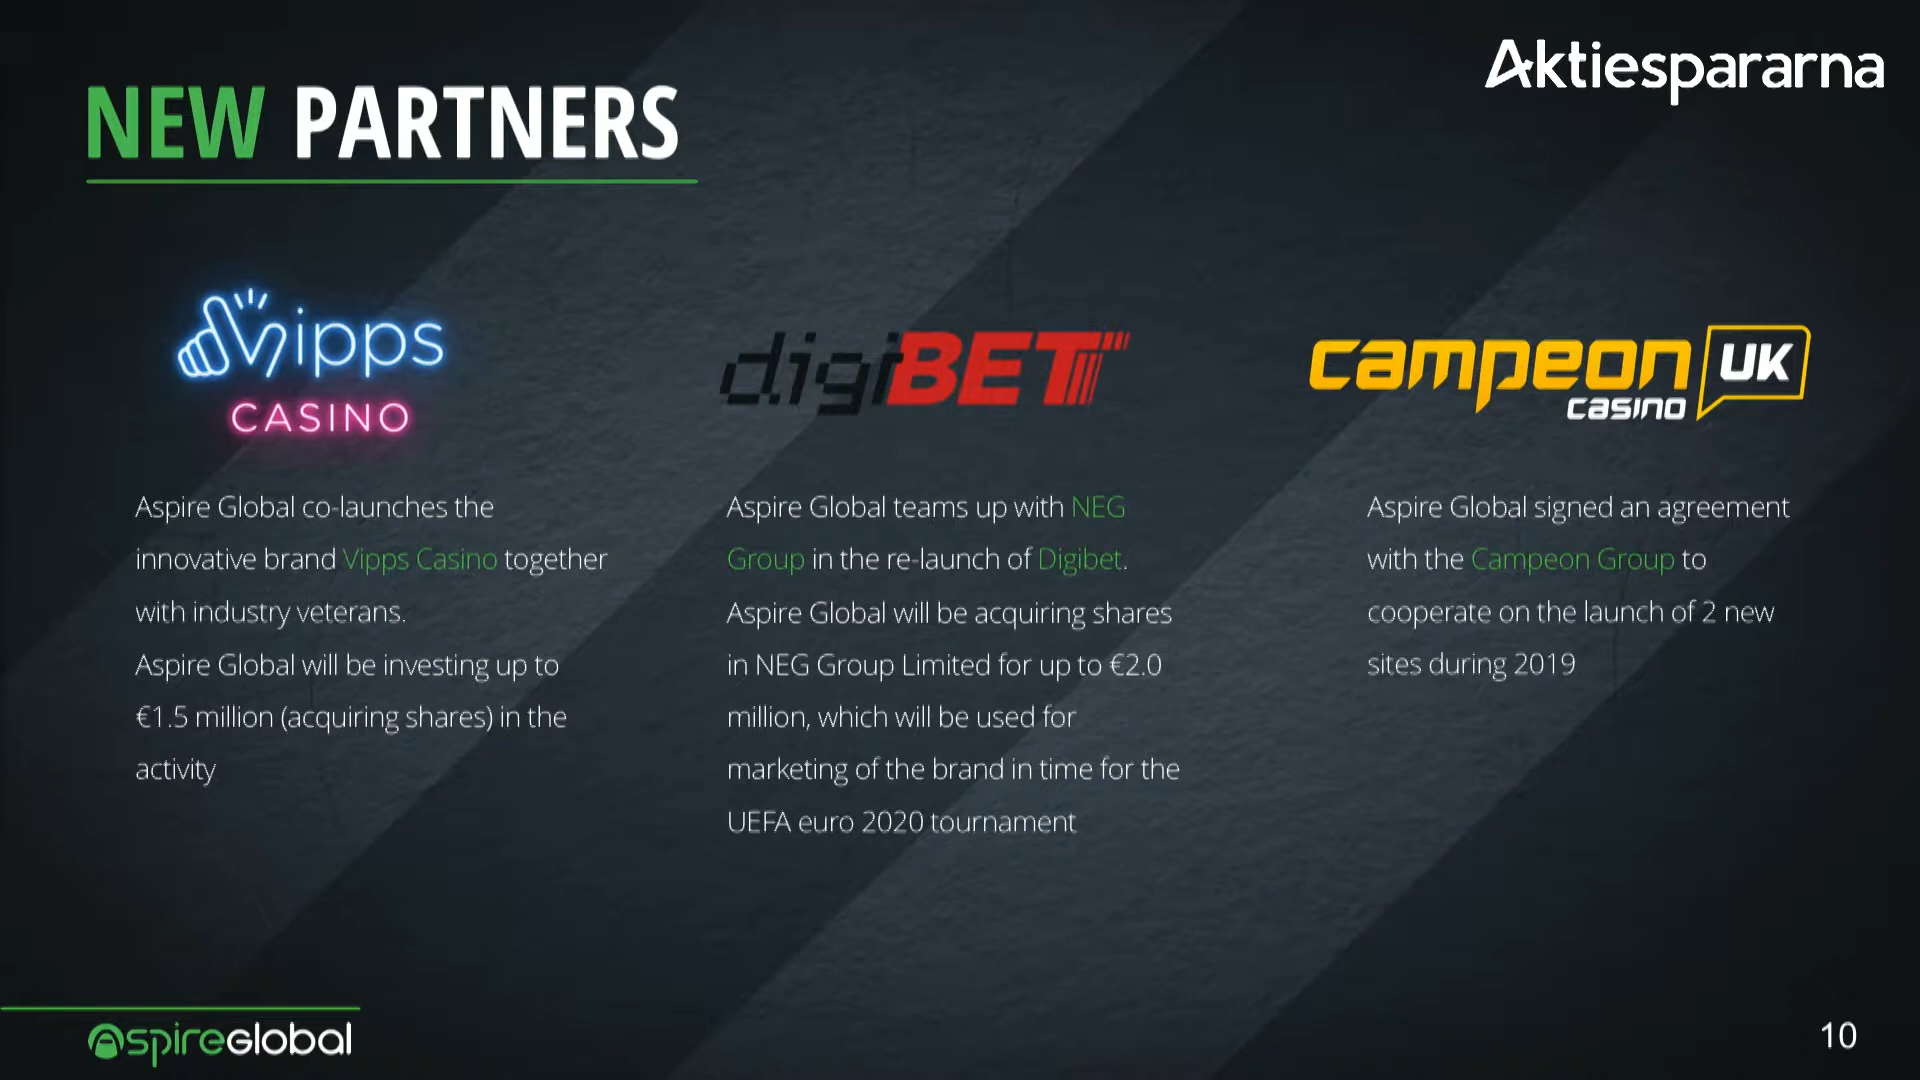 Aktiespararna
NEW PARTNERS
Vipps
CASINO
digiBET
campeon UK
casino
Aspire Global co-launches the
innovative brand Vipps Casino together
with industry veterans.
Aspire Global will be investing up to
€1.5 million (acquiring shares) in the
activity
Aspire Global teams up with NEG
Group in the re-launch of Digibet.
Aspire Global will be acquiring shares
in NEG Group Limited for up to €2.0
million, which will be used for
marketing of the brand in time for the
UEFA euro 2020 tournament
Aspire Global signed an agreement
with the Campeon Group to
cooperate on the launch of 2 new
sites during 2019
AspireGlobal
10